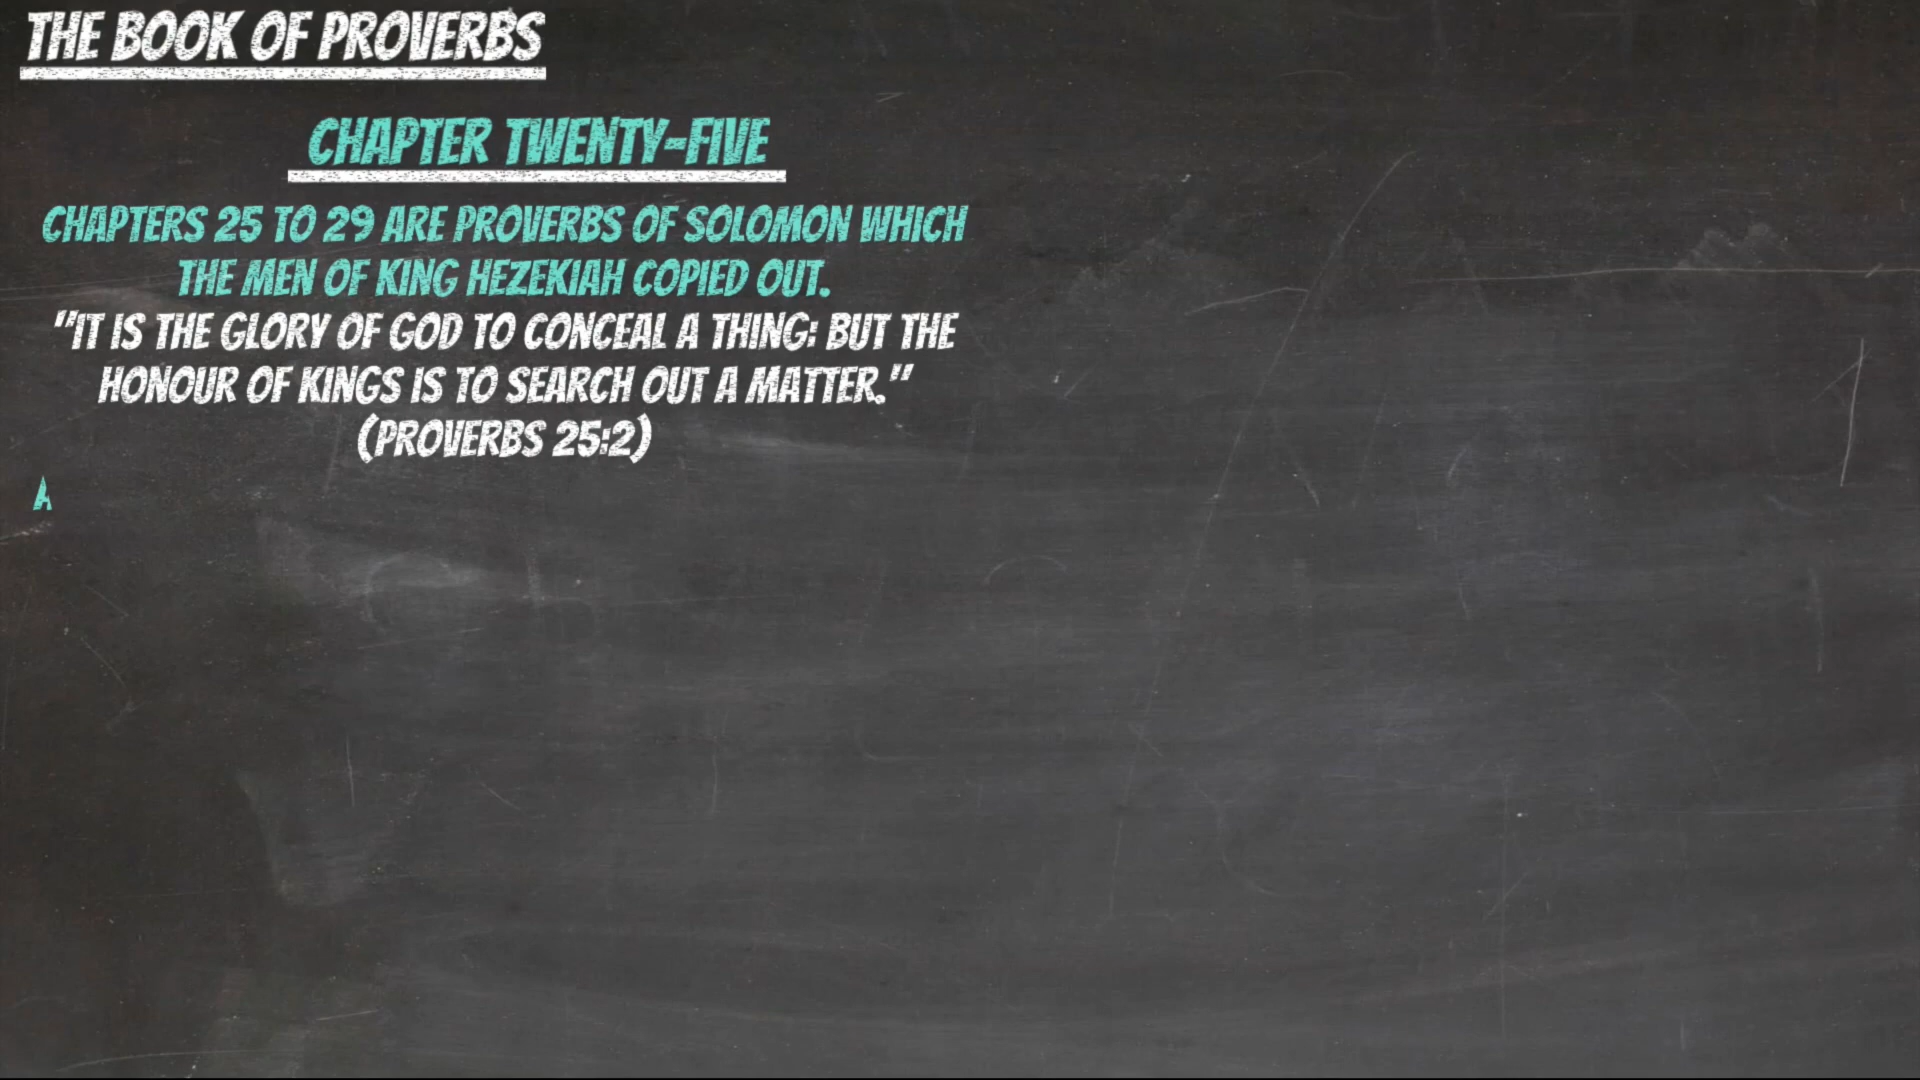 THE BOOK OF PROVERBS
CHAPTER TWENTY-FIVE
CHAPTERS 25 TO 29 ARE PROVERBS OF SOLOMON WHICH
THE MEN OF KING HEZEKIAH COPIED OUT.
"IT IS THE GLORY OF GOD TO CONCEAL A THING: BUT THE
HONOUR OF KINGS IS TO SEARCH OUT A MATTER."
(PROVERBS 25:2)
A